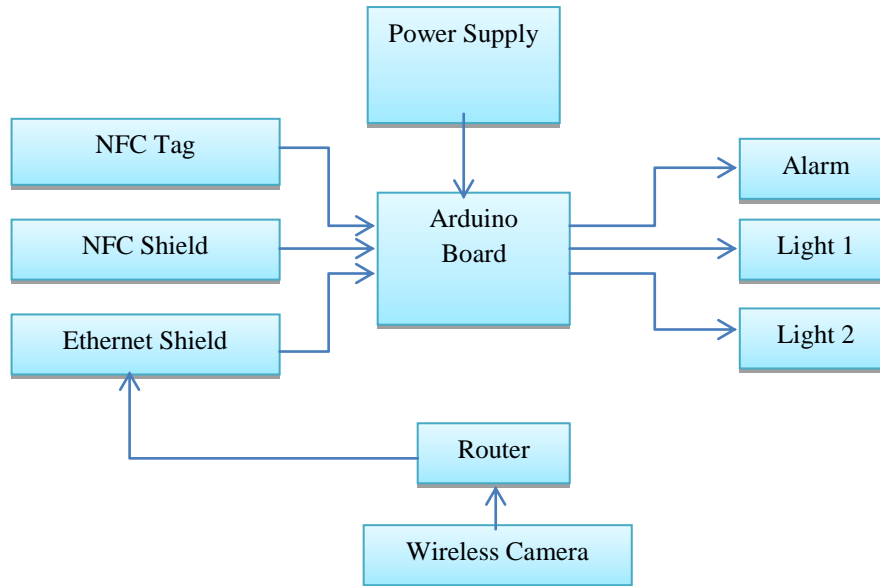 Power Supply
NFC Tag
Alarm
Arduino
Board
NFC Shield
Light 1
Ethernet Shield
Light 2
Router
Wireless Camera